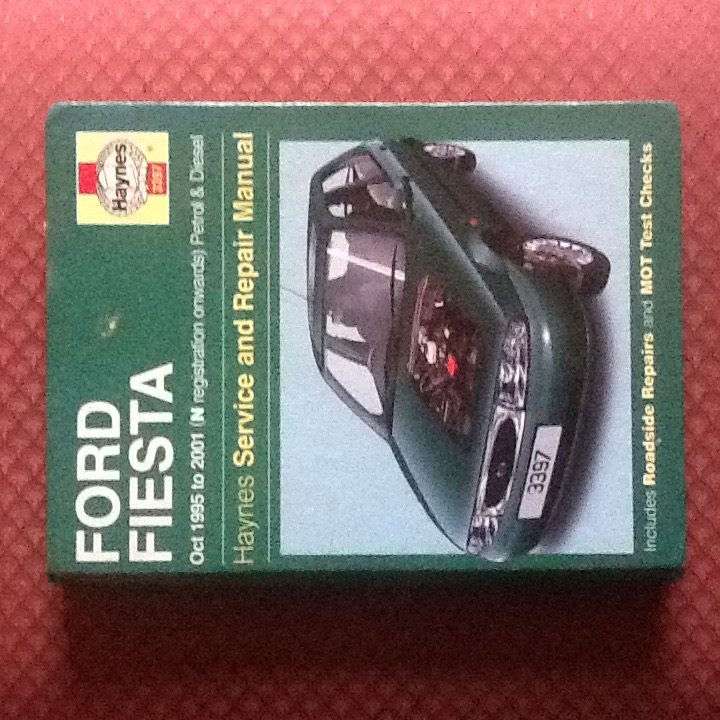 FORD
FIESTA
Haynes
3397
Oct 1995 to 2001 (N registration onwards) Petrol & Diesel
Haynes Service and Repair Manual
3397
Includes Roadside Repairs and MOT Test Checks